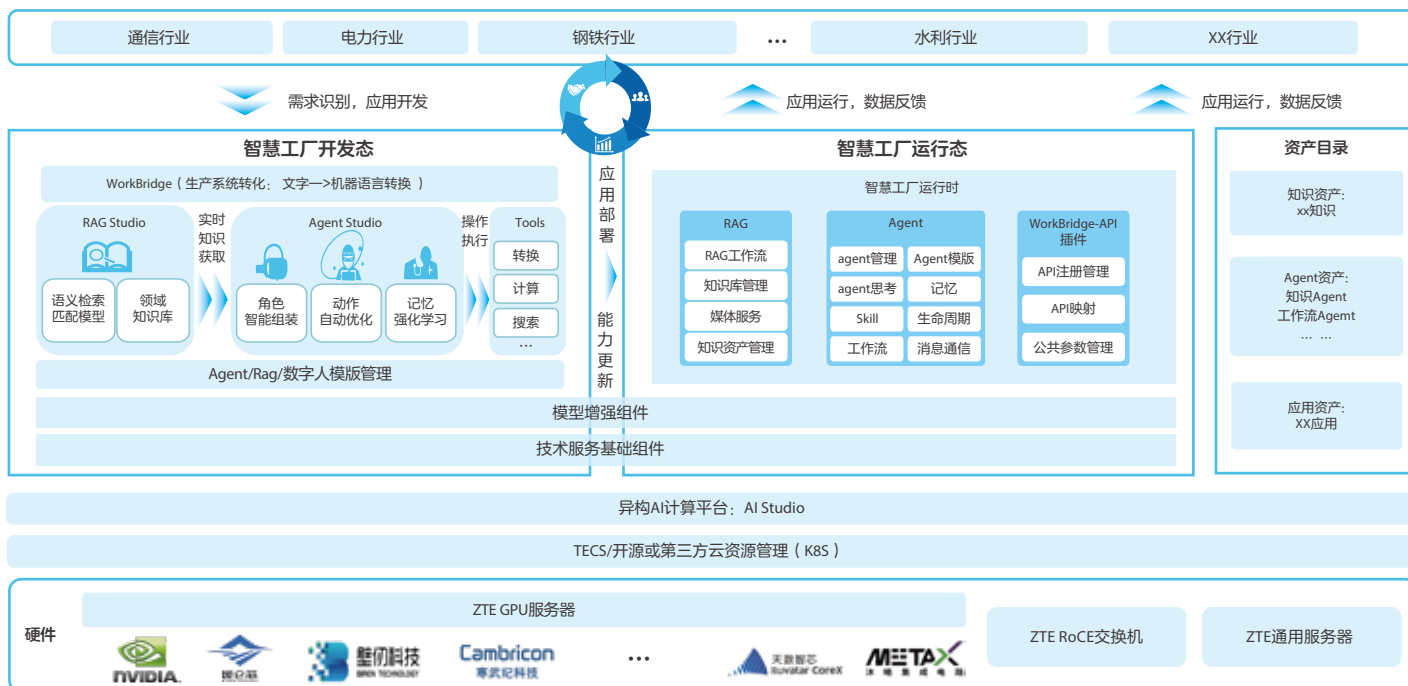 通信行业
电力行业
钢铁行业
...
水利行业
XX行业
需求识别，应用开发
应用运行，数据反馈
应用运行，数据反馈
智慧工厂开发态
WorkBridge（生产系统转化： 文字—>机器语言转换 ）
RAG Studio
语义检索
匹配模型
领域
知识库
实时
知识
获取
Agent Studio
角色
智能组装
动作
自动优化
记忆
强化学习
操作
执行
Tools
转换
计算
搜索
...
Agent/Rag/数字人模版管理
应用部署
能力更新
智慧工厂运行态
智慧工厂运行时
RAG
RAG工作流
知识库管理
媒体服务
知识资产管理
Agent
agent管理
Agent模版
agent思考
记忆
Skill
生命周期
工作流
消息通信
WorkBridge-API
插件
API注册管理
API映射
公共参数管理
模型增强组件
技术服务基础组件
资产目录
知识资产：
xx知识
Agent资产：
知识Agent
工作流Agemt
... ...
应用资产：
XX应用
异构AI计算平台：AI Studio
TECS/开源或第三方云资源管理（K8S）
硬件
ZTE GPU服务器
NVIDIA.
昆仑芯
壁仞科技
BIREN TECHNOLOGY
Cambricon
寒武纪科技
...
天数智芯
Iluvatar CoreX
METAX
沐曦集成电路
ZTE RoCE交换机
ZTE通用服务器